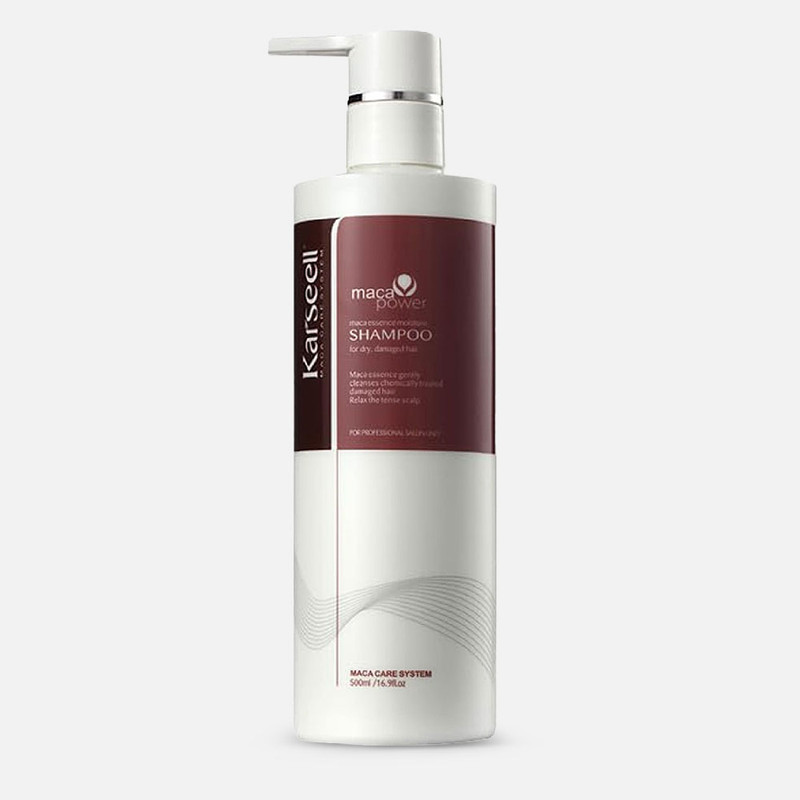 Karseell
MACA CARE SYSTEM
maca
power
maca essence moisture
SHAMPOO
for dry, damaged hair
Maca essence gently
cleanses chemically treated
damaged hair
Relax the tense scalp
FOR PROFESSIONAL SALON ONLY
MACA CARE SYSTEM
500ml /16.9fl.oz